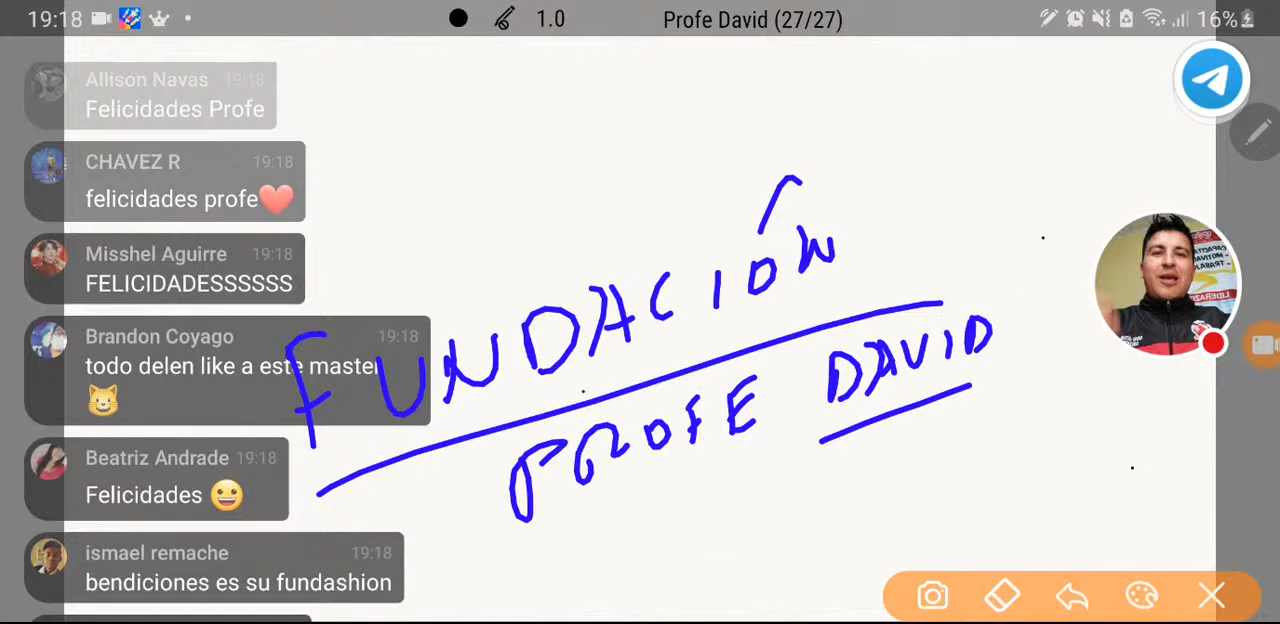 19:18 1.0 Profe David (27/27) 16%
Allison Navas 19:18
Felicidades Profe
CHAVEZ R 19:18
felicidades profe❤️
Misshel Aguirre 19:18
FELICIDADESSSSSS
Brandon Coyago 19:18
todo delen like a este master
😺
Beatriz Andrade 19:18
Felicidades 😀
ismael remache 19:18
bendiciones es su fundashion
FUNDACIÓN
PROFE DAVID
LIDERAZGO